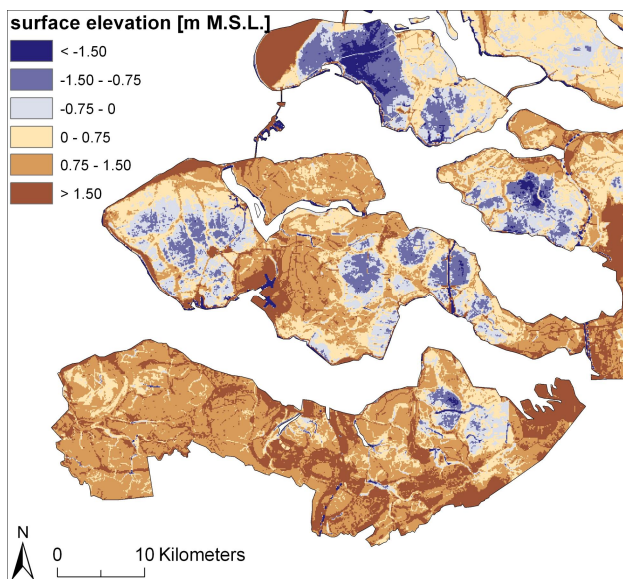 surface elevation [m M.S.L.]
< -1.50
-1.50 - -0.75
-0.75 - 0
0 - 0.75
0.75 - 1.50
> 1.50
N
0 10 Kilometers